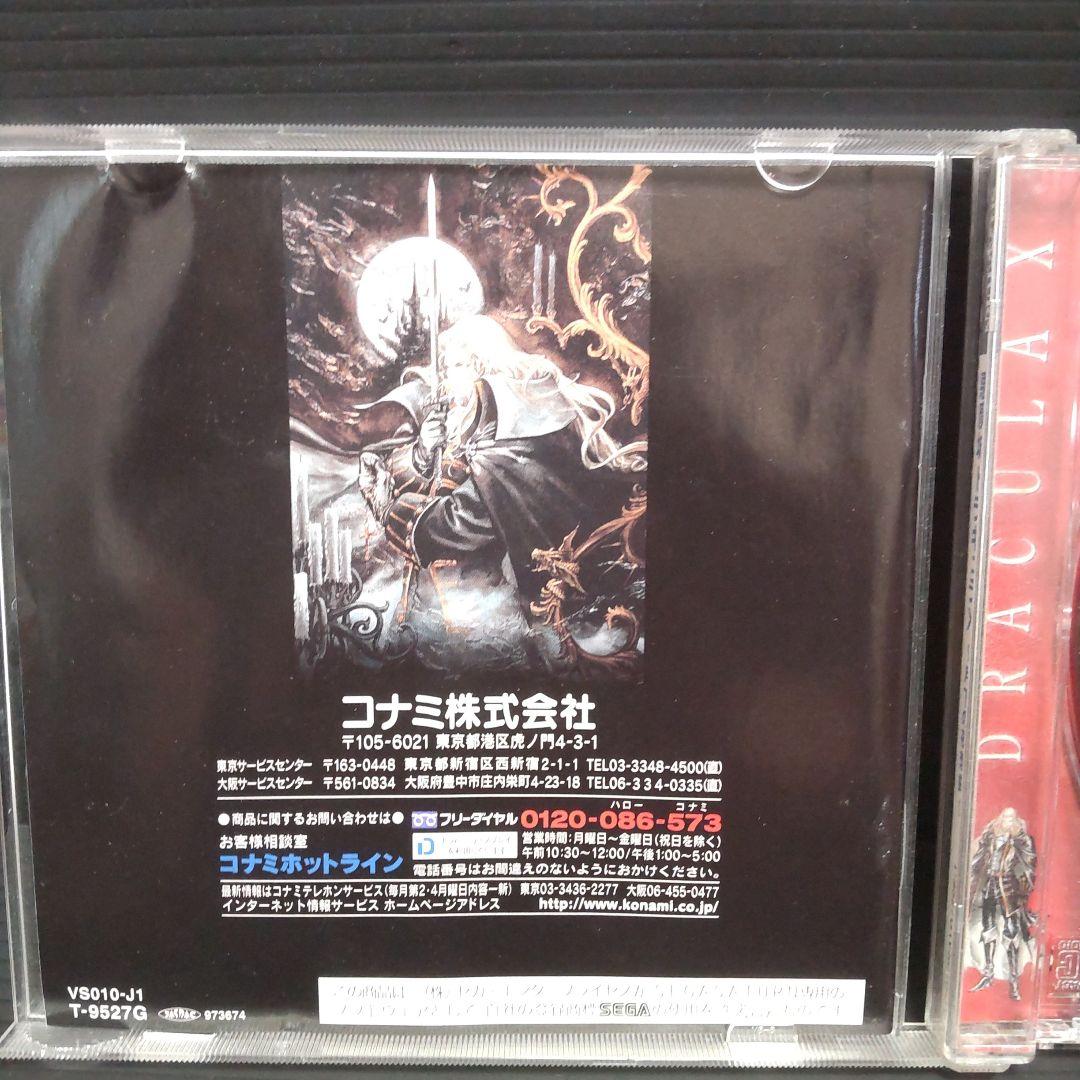 コナミ株式会社
〒105-6021 東京都港区虎ノ門4-3-1
東京サービスセンター 〒163-0448 東京都新宿区西新宿2-1-1 TEL03-3348-4500(直)
大阪サービスセンター 〒561-0834 大阪府豊中市庄内栄町4-23-18 TEL06-334-0335(直)
ハロー コナミ
●商品に関するお問い合わせは● フリーダイヤル 0120-086-573
お客様相談室
コナミホットライン
営業時間:月曜日~金曜日(祝日を除く)
午前10:30~12:00/午後1:00~5:00
電話番号はお間違えのないようにおかけください。
最新情報はコナミテレホンサービス(毎月第2・4月曜日内容一新) 東京03-3436-2277 大阪06-455-0477
インターネット情報サービス ホームページアドレス http://www.konami.co.jp/
VS010-J1
T-9527G
973674
SEGA
DRACULA X